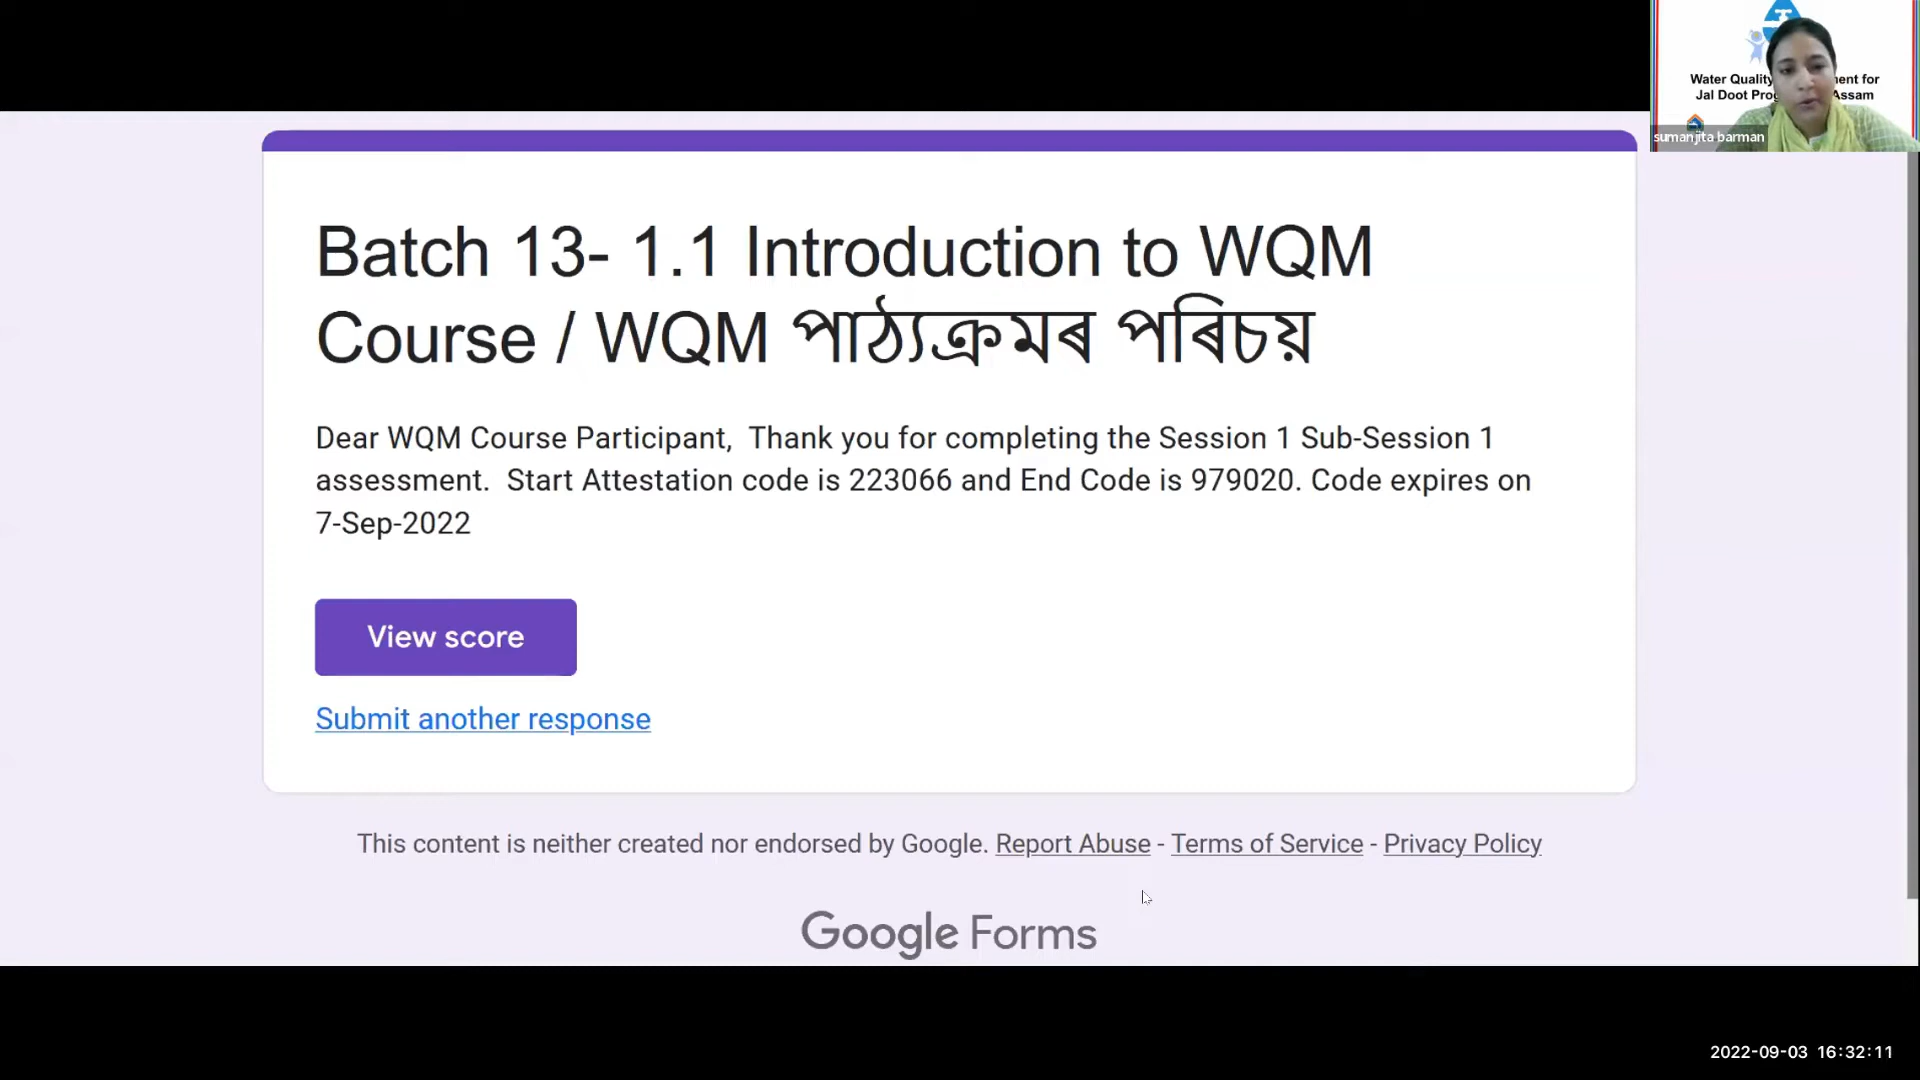 Water Quality ment for
Jal Doot Assam
sumanjita barman
Batch 13- 1.1 Introduction to WQM
Course / WQM পাঠ্যক্ৰমৰ পৰিচয়
Dear WQM Course Participant,  Thank you for completing the Session 1 Sub-Session 1
assessment.  Start Attestation code is 223066 and End Code is 979020. Code expires on
7-Sep-2022
View score
Submit another response
This content is neither created nor endorsed by Google. Report Abuse - Terms of Service - Privacy Policy
Google Forms
2022-09-03 16:32:11